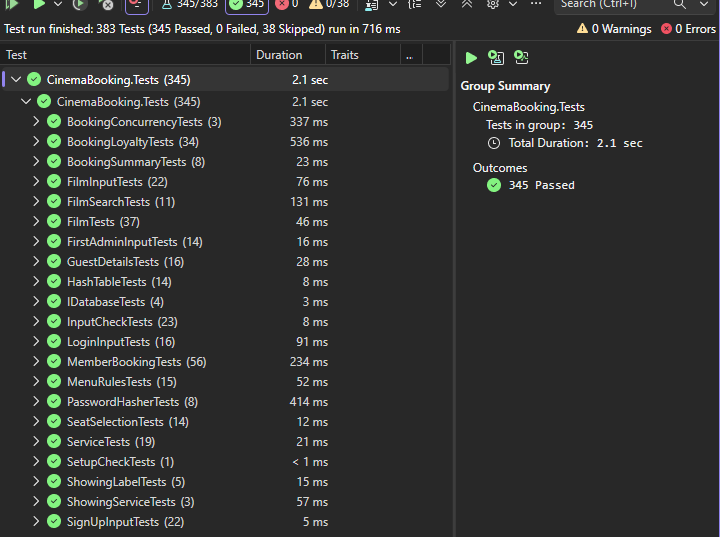 345/383 345 0 0/38 Search (Ctrl+I)
Test run finished: 383 Tests (345 Passed, 0 Failed, 38 Skipped) run in 716 ms 0 Warnings 0 Errors
Test Duration Traits ...
CinemaBooking.Tests (345) 2.1 sec
CinemaBooking.Tests (345) 2.1 sec
BookingConcurrencyTests (3) 337 ms
BookingLoyaltyTests (34) 536 ms
BookingSummaryTests (8) 23 ms
FilmInputTests (22) 76 ms
FilmSearchTests (11) 131 ms
FilmTests (37) 46 ms
FirstAdminInputTests (14) 16 ms
GuestDetailsTests (16) 28 ms
HashTableTests (14) 8 ms
IDatabaseTests (4) 3 ms
InputCheckTests (23) 8 ms
LoginInputTests (16) 91 ms
MemberBookingTests (56) 234 ms
MenuRulesTests (15) 52 ms
PasswordHasherTests (8) 414 ms
SeatSelectionTests (14) 12 ms
ServiceTests (19) 21 ms
SetupCheckTests (1) < 1 ms
ShowingLabelTests (5) 15 ms
ShowingServiceTests (3) 57 ms
SignUpInputTests (22) 5 ms
Group Summary
CinemaBooking.Tests
Tests in group: 345
Total Duration: 2.1 sec
Outcomes
345 Passed